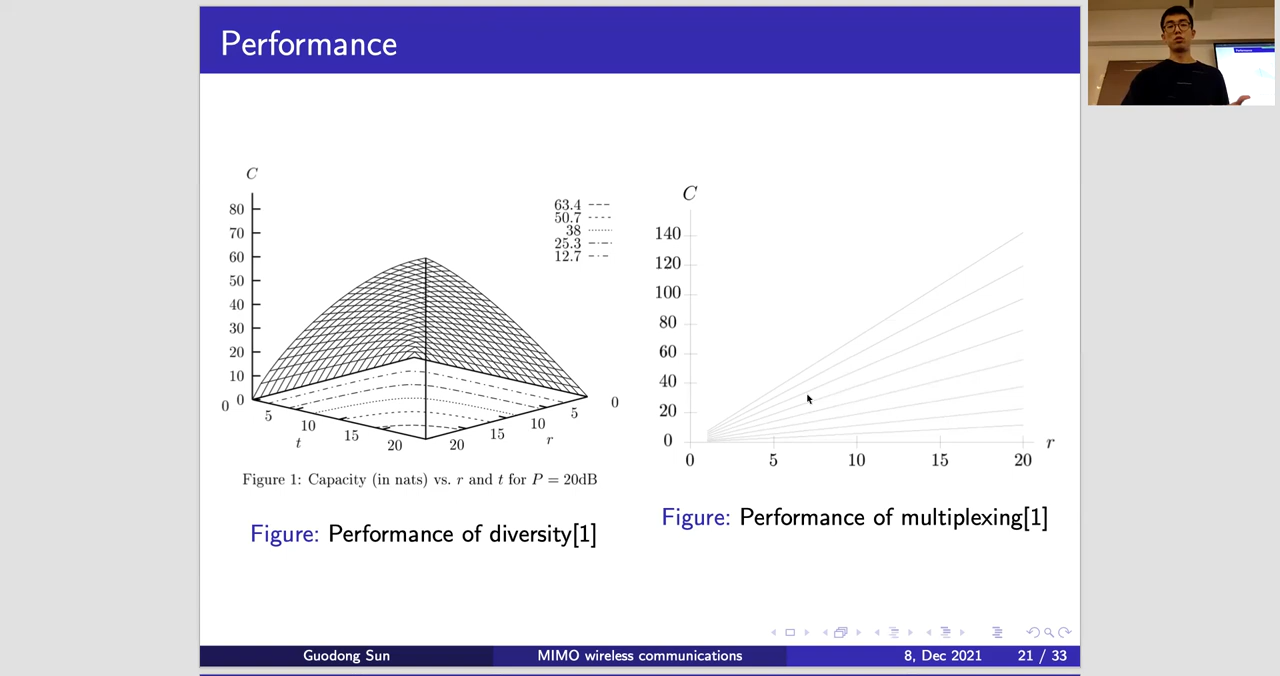 Performance
C
80
70
60
50
40
30
20
10
0
0
5
10
15
20
t
20
15
10
5
0
r
63.4
50.7
38
25.3
12.7
Figure 1: Capacity (in nats) vs. r and t for P = 20dB
Figure: Performance of diversity[1]
C
140
120
100
80
60
40
20
0
0
5
10
15
20
r
Figure: Performance of multiplexing[1]
Guodong Sun
MIMO wireless communications
8, Dec 2021
21 / 33